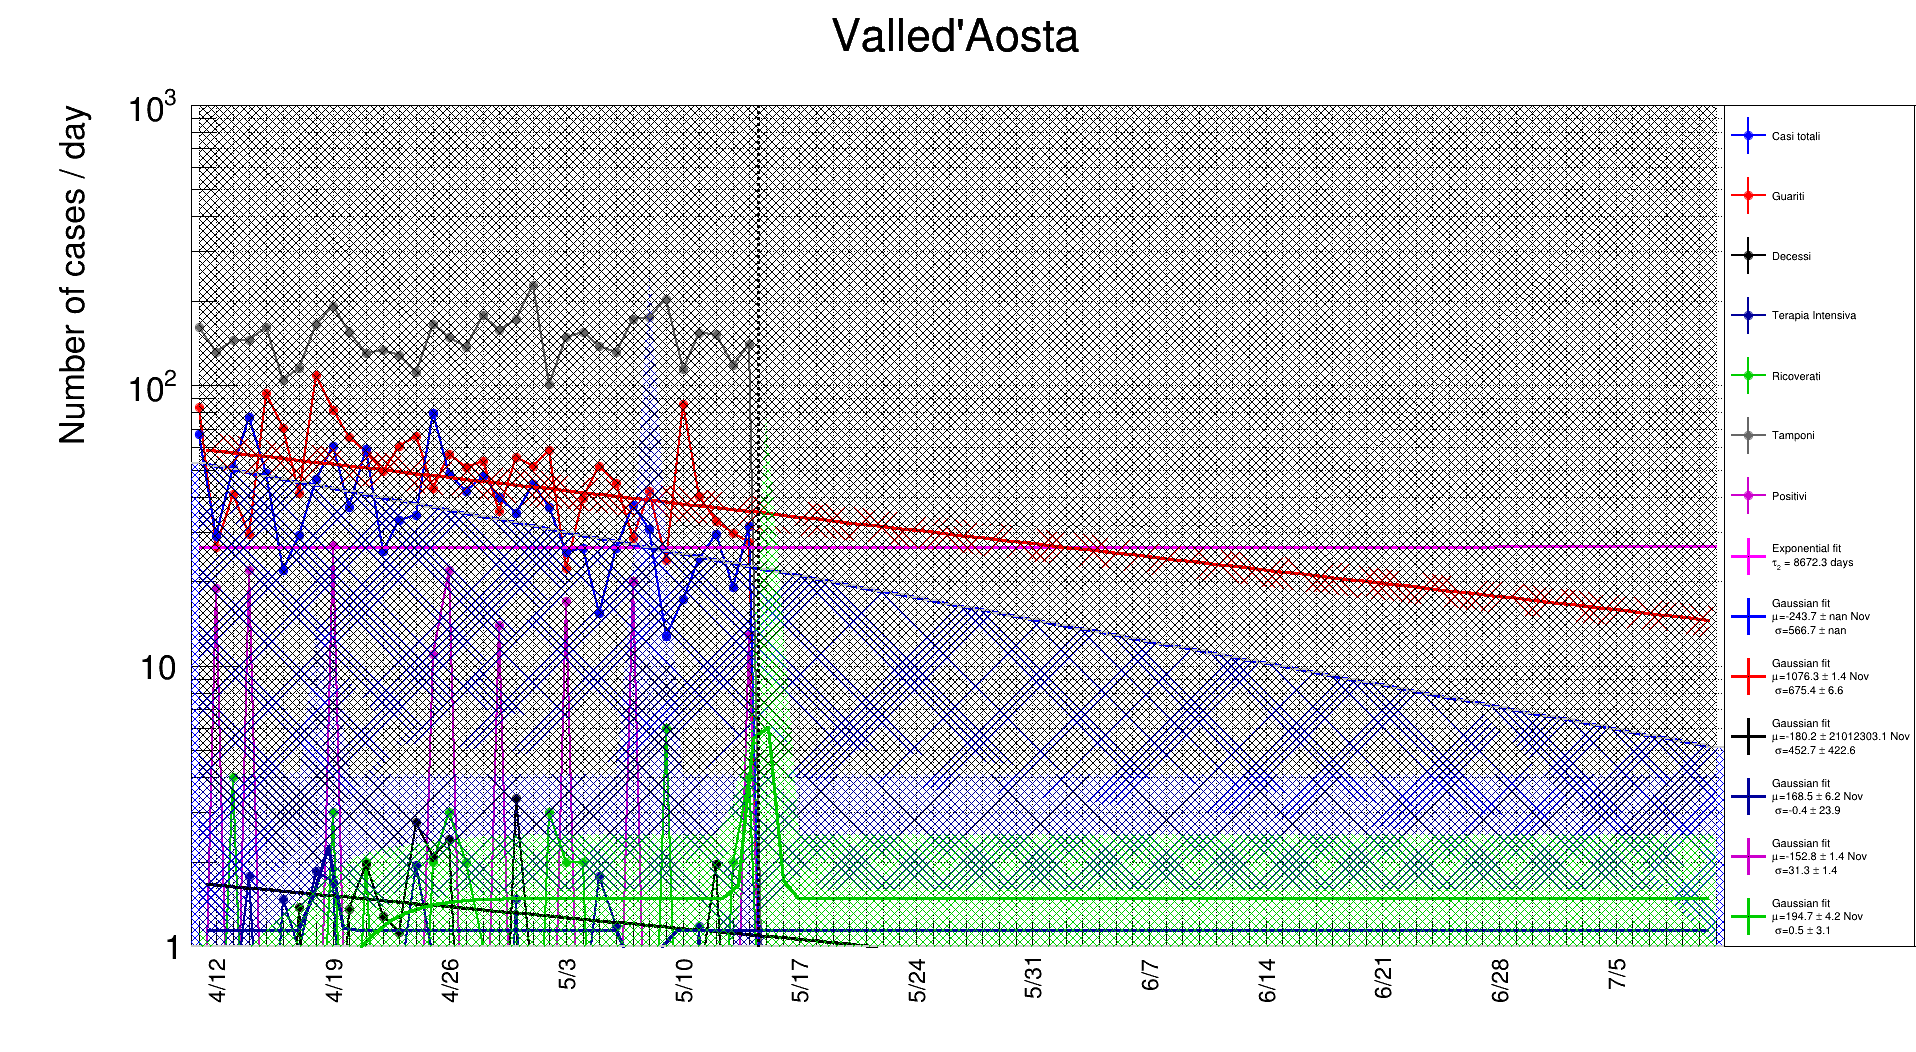 Valled'Aosta
Number of cases / day
10³
10²
10
1
4/12
4/19
4/26
5/3
5/10
5/17
5/24
5/31
6/7
6/14
6/21
6/28
7/5
Casi totali
Guariti
Decessi
Terapia Intensiva
Ricoverati
Tamponi
Positivi
Exponential fit
τ₂ = 8672.3 days
Gaussian fit
μ=-243.7 ± nan Nov
σ=566.7 ± nan
Gaussian fit
μ=1076.3 ± 1.4 Nov
σ=675.4 ± 6.6
Gaussian fit
μ=-180.2 ± 21012303.1 Nov
σ=452.7 ± 422.6
Gaussian fit
μ=168.5 ± 6.2 Nov
σ=-0.4 ± 23.9
Gaussian fit
μ=-152.8 ± 1.4 Nov
σ=31.3 ± 1.4
Gaussian fit
μ=194.7 ± 4.2 Nov
σ=0.5 ± 3.1